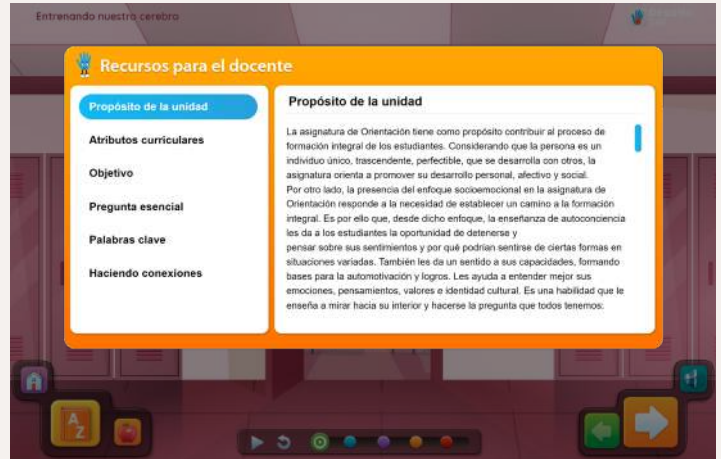 Entrenando nuestro cerebro
Recursos para el docente
Propósito de la unidad
Atributos curriculares
Objetivo
Pregunta esencial
Palabras clave
Haciendo conexiones
Propósito de la unidad
La asignatura de Orientación tiene como propósito contribuir al proceso de
formación integral de los estudiantes. Considerando que la persona es un
individuo único, trascendente, perfectible, que se desarrolla con otros, la
asignatura orienta a promover su desarrollo personal, afectivo y social.
Por otro lado, la presencia del enfoque socioemocional en la asignatura de
Orientación responde a la necesidad de establecer un camino a la formación
integral. Es por ello que, desde dicho enfoque, la enseñanza de autoconciencia
les da a los estudiantes la oportunidad de detenerse y
pensar sobre sus sentimientos y por qué podrían sentirse de ciertas formas en
situaciones variadas. También les da un sentido a sus capacidades, formando
bases para la automotivación y logros. Les ayuda a entender mejor sus
emociones, pensamientos, valores e identidad cultural. Es una habilidad que le
enseña a mirar hacia su interior y hacerse la pregunta que todos tenemos:
A
Z